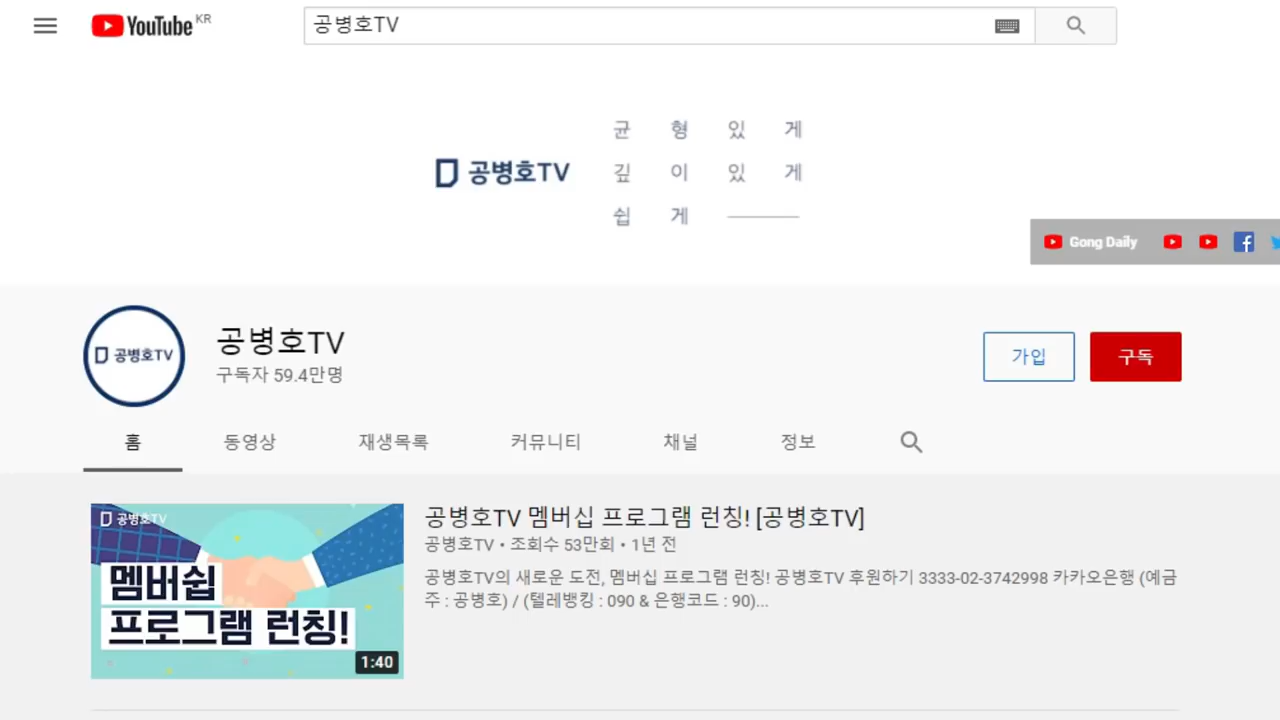 YouTube KR
공병호TV
균형있게
공병호TV
깊이있게
쉽게
Gong Daily
공병호TV
공병호TV
구독자 59.4만명
가입
구독
홈
동영상
재생목록
커뮤니티
채널
정보
공병호TV
멤버쉽
프로그램 런칭!
1:40
공병호TV 멤버십 프로그램 런칭! [공병호TV]
공병호TV • 조회수 53만회 • 1년 전
공병호TV의 새로운 도전, 멤버십 프로그램 런칭! 공병호TV 후원하기 3333-02-3742998 카카오은행 (예금
주 : 공병호) / (텔레뱅킹 : 090 & 은행코드 : 90)...